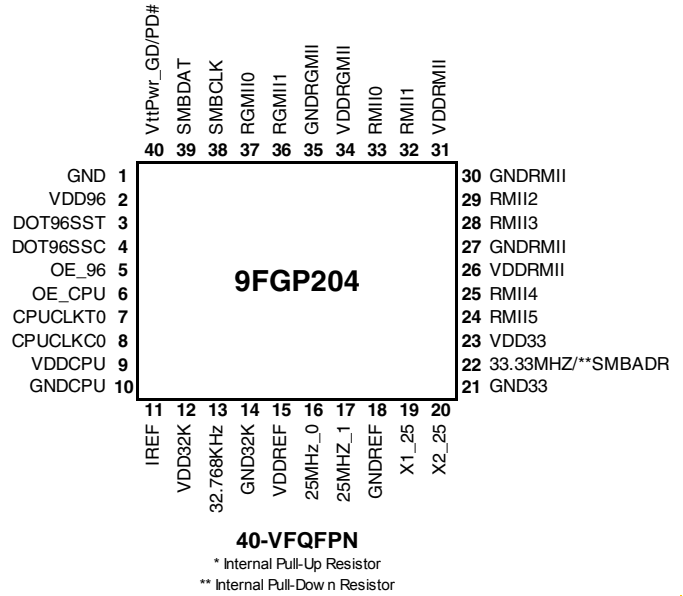 VttPwr_GD/PD#
SMBDAT
SMBCLK
RGMII0
RGMII1
GNDRGMII
VDDRGMII
RMII0
RMII1
VDDRMII
40 39 38 37 36 35 34 33 32 31
GND 1
VDD96 2
DOT96SST 3
DOT96SSC 4
OE_96 5
OE_CPU 6
CPUCLKT0 7
CPUCLKC0 8
VDDCPU 9
GNDCPU 10
9FGP204
30 GNDRMII
29 RMII2
28 RMII3
27 GNDRMII
26 VDDRMII
25 RMII4
24 RMII5
23 VDD33
22 33.33MHZ/**SMBADR
21 GND33
11 12 13 14 15 16 17 18 19 20
IREF
VDD32K
32.768KHz
GND32K
VDDREF
25MHz_0
25MHZ_1
GNDREF
X1_25
X2_25
40-VFQFPN
* Internal Pull-Up Resistor
** Internal Pull-Down Resistor